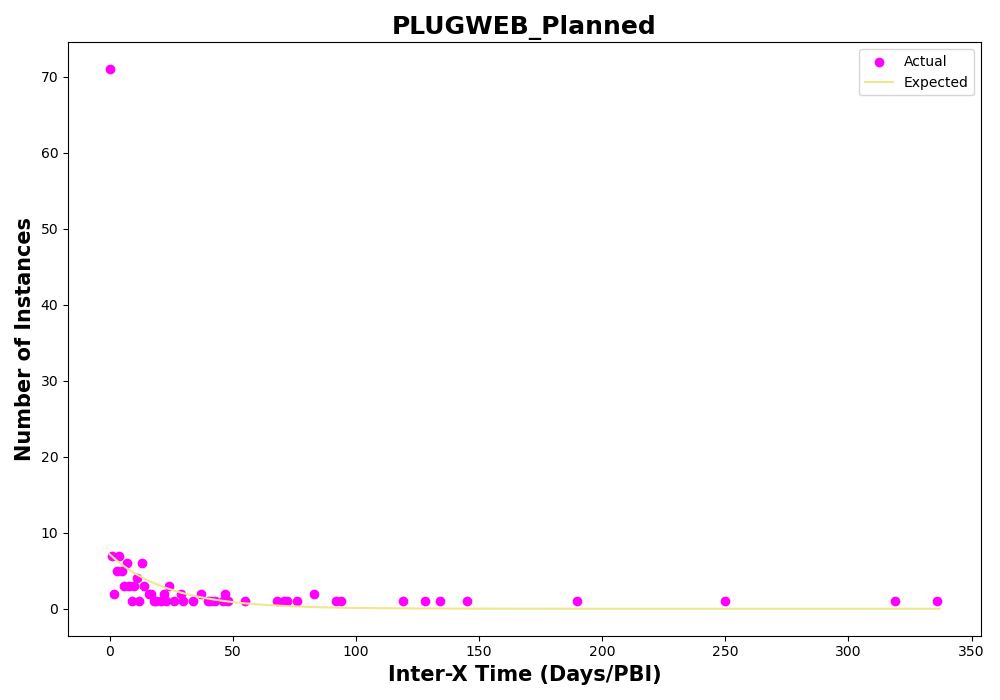 PLUGWEB_Planned
Actual
Expected
70
60
50
40
30
20
10
0
Number of Instances
0 50 100 150 200 250 300 350
Inter-X Time (Days/PBI)